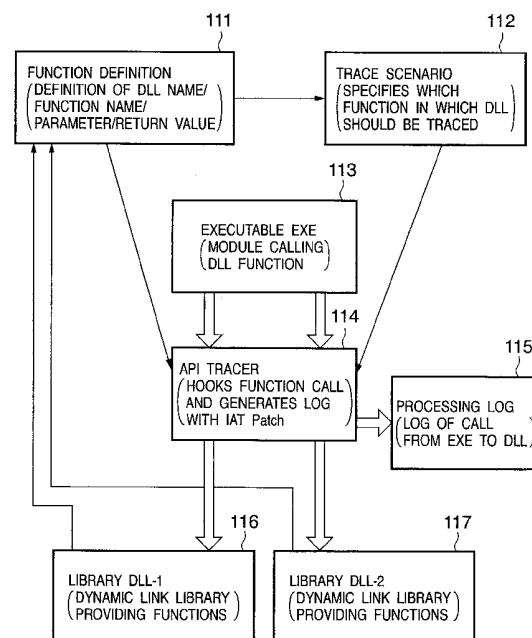 111
FUNCTION DEFINITION
(DEFINITION OF DLL NAME/
FUNCTION NAME/
PARAMETER/RETURN VALUE)
112
TRACE SCENARIO
(SPECIFIES WHICH
FUNCTION IN WHICH DLL
SHOULD BE TRACED)
113
EXECUTABLE EXE
(MODULE CALLING
DLL FUNCTION)
114
API TRACER
(HOOKS FUNCTION CALL
AND GENERATES LOG
WITH IAT Patch)
115
PROCESSING LOG
(LOG OF CALL
FROM EXE TO DLL)
116
LIBRARY DLL-1
(DYNAMIC LINK LIBRARY
PROVIDING FUNCTIONS)
117
LIBRARY DLL-2
(DYNAMIC LINK LIBRARY
PROVIDING FUNCTIONS)